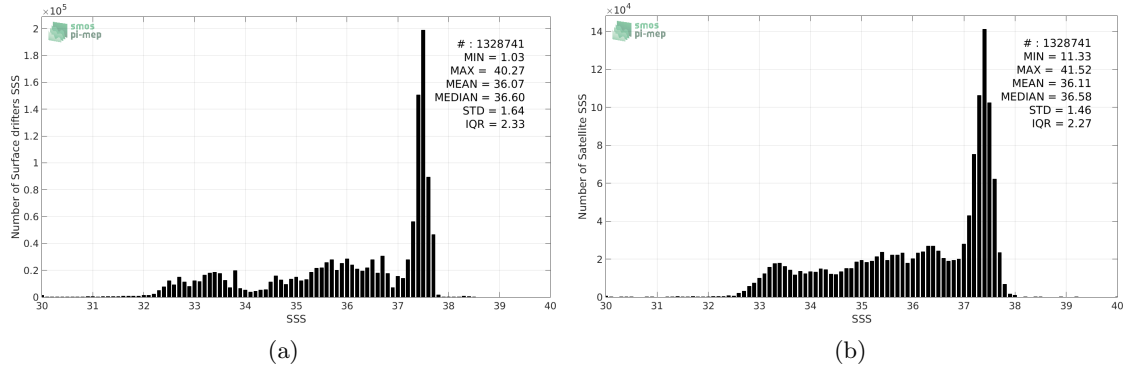 ×10⁵
smos
pi-mep
# : 1328741
MIN = 1.03
MAX = 40.27
MEAN = 36.07
MEDIAN = 36.60
STD = 1.64
IQR = 2.33
Number of Surface drifters SSS
2
1.8
1.6
1.4
1.2
1
0.8
0.6
0.4
0.2
0
30 31 32 33 34 35 36 37 38 39 40
SSS
(a)
×10⁴
smos
pi-mep
# : 1328741
MIN = 11.33
MAX = 41.52
MEAN = 36.11
MEDIAN = 36.58
STD = 1.46
IQR = 2.27
Number of Satellite SSS
14
12
10
8
6
4
2
0
30 31 32 33 34 35 36 37 38 39 40
SSS
(b)